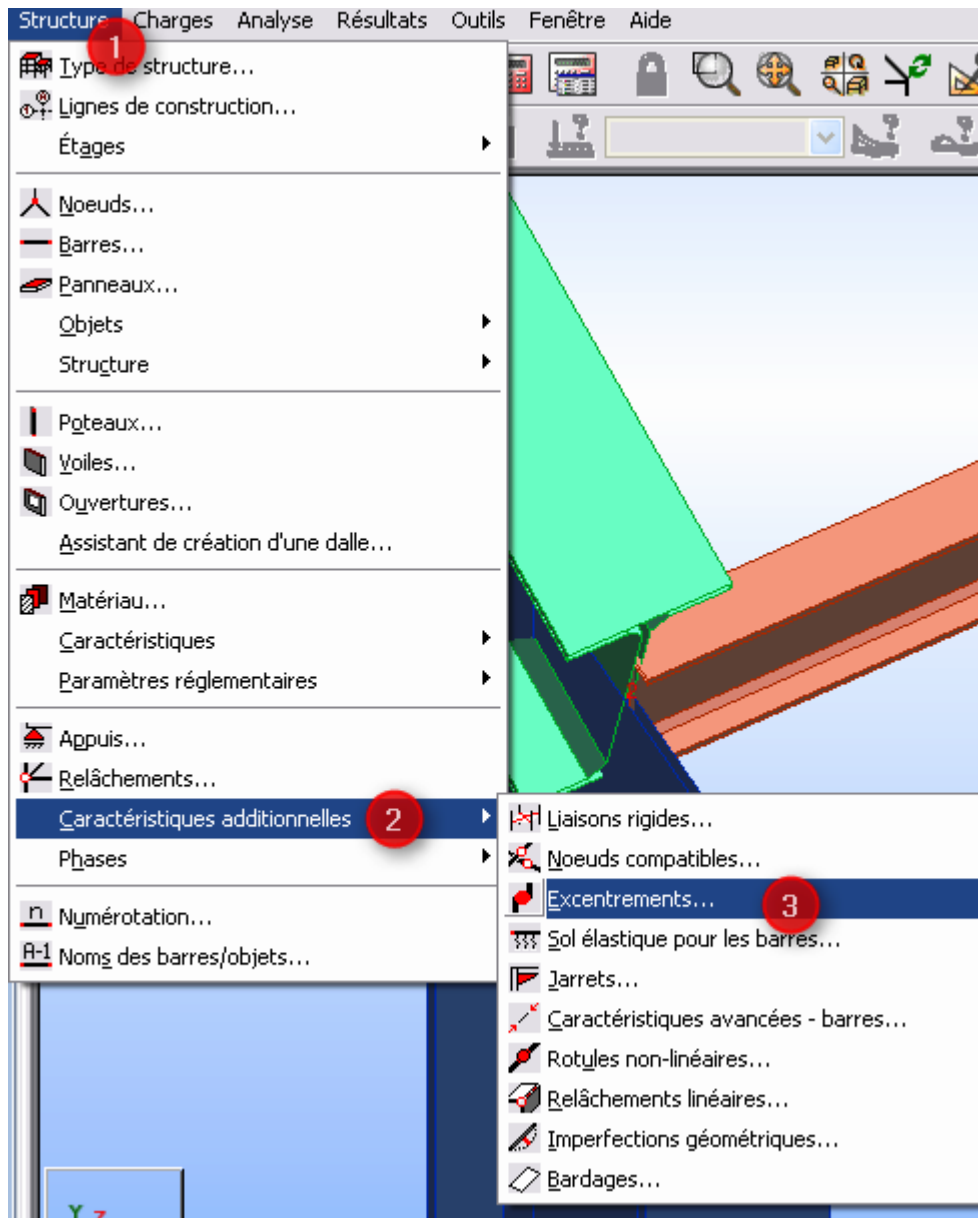 Structure Charges Analyse Résultats Outils Fenêtre Aide
1
Type de structure...
Lignes de construction...
Étages
Noeuds...
Barres...
Panneaux...
Objets
Structure
Poteaux...
Voiles...
Ouvertures...
Assistant de création d'une dalle...
Matériau...
Caractéristiques
Paramètres réglementaires
Appuis...
Relâchements...
Caractéristiques additionnelles 2
Phases
n Numérotation...
A-1 Noms des barres/objets...
Liaisons rigides...
Noeuds compatibles...
Excentrements... 3
Sol élastique pour les barres...
Jarrets...
Caractéristiques avancées - barres...
Rotules non-linéaires...
Relâchements linéaires...
Imperfections géométriques...
Bardages...
Y Z